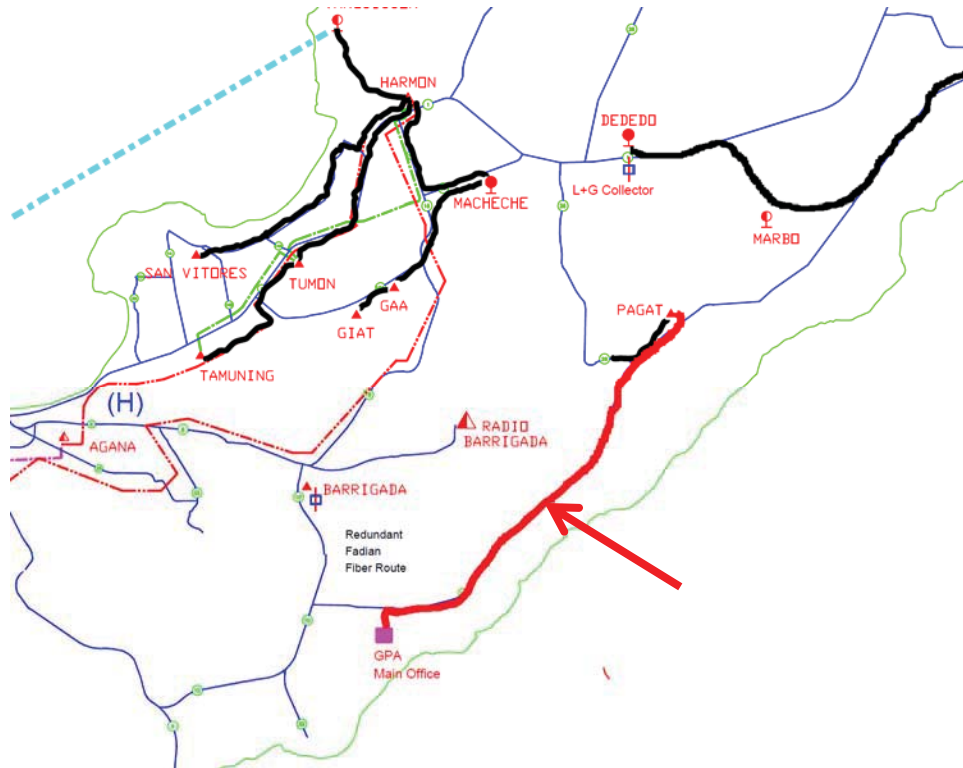 HARMON
DEDEDO
L+G Collector
MACHECHE
MARBO
SAN VITORES
TUMON
GAA
GIAT
PAGAT
TAMUNING
(H)
AGANA
RADIO
BARRIGADA
BARRIGADA
Redundant
Fadian
Fiber Route
GPA
Main Office